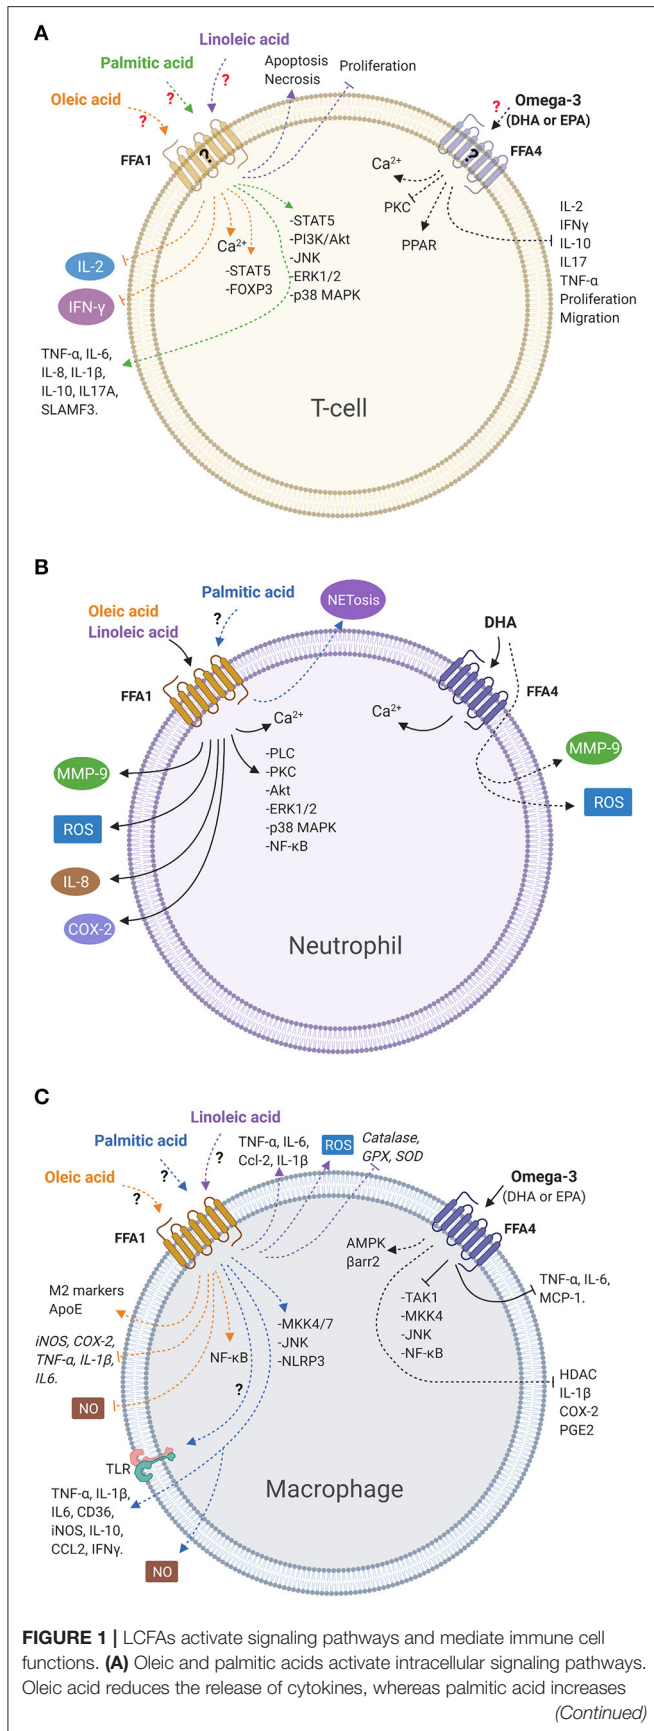 A
Linoleic acid
Palmitic acid
Oleic acid
?
?
?
Apoptosis
Necrosis
Proliferation
FFA1
?
?
Omega-3
(DHA or EPA)
FFA4
?
Ca2+
PKC
PPAR
IL-2
IFNγ
IL-10
IL17
TNF-α
Proliferation
Migration
-STAT5
-PI3K/Akt
-JNK
-ERK1/2
-p38 MAPK
Ca2+
-STAT5
-FOXP3
IL-2
IFN-γ
TNF-α, IL-6,
IL-8, IL-1β,
IL-10, IL17A,
SLAMF3.
T-cell
B
Palmitic acid
Oleic acid
Linoleic acid
?
NETosis
DHA
FFA1
FFA4
Ca2+
Ca2+
-PLC
-PKC
-Akt
-ERK1/2
-p38 MAPK
-NF-κB
MMP-9
ROS
IL-8
COX-2
MMP-9
ROS
Neutrophil
C
Linoleic acid
Palmitic acid
Oleic acid
?
?
?
TNF-α, IL-6,
Ccl-2, IL-1β
ROS
Catalase,
GPX, SOD
Omega-3
(DHA or EPA)
FFA1
FFA4
AMPK
βarr2
-TAK1
-MKK4
-JNK
-NF-κB
TNF-α, IL-6,
MCP-1.
HDAC
IL-1β
COX-2
PGE2
M2 markers
ApoE
iNOS, COX-2,
TNF-α, IL-1β,
IL6.
NO
NF-κB
-MKK4/7
-JNK
-NLRP3
?
TLR
TNF-α, IL-1β,
IL6, CD36,
iNOS, IL-10,
CCL2, IFNγ.
NO
Macrophage
FIGURE 1 | LCFAs activate signaling pathways and mediate immune cell
functions. (A) Oleic and palmitic acids activate intracellular signaling pathways.
Oleic acid reduces the release of cytokines, whereas palmitic acid increases
(Continued)